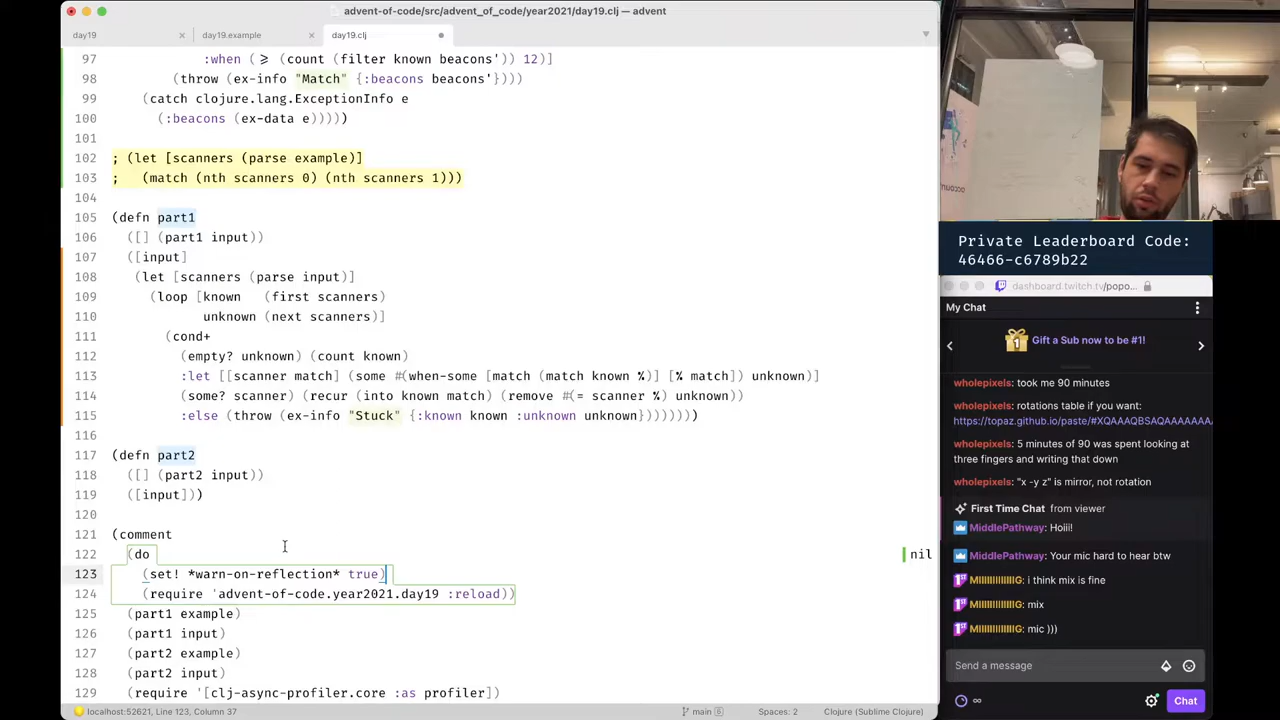 advent-of-code/src/advent_of_code/year2021/day19.clj — advent
day19
day19.example
day19.clj
97 :when (>= (count (filter known beacons')) 12)]
98 (throw (ex-info "Match" {:beacons beacons'})))
99 (catch clojure.lang.ExceptionInfo e
100 (:beacons (ex-data e)))))
101
102 ; (let [scanners (parse example)]
103 ;   (match (nth scanners 0) (nth scanners 1)))
104
105 (defn part1
106 ([] (part1 input))
107 ([input]
108 (let [scanners (parse input)]
109 (loop [known   (first scanners)
110 unknown (next scanners)]
111 (cond+
112 (empty? unknown) (count known)
113 :let [[scanner match] (some #(when-some [match (match known %)] [% match]) unknown)]
114 (some? scanner) (recur (into known match) (remove #(= scanner %) unknown))
115 :else (throw (ex-info "Stuck" {:known known :unknown unknown})))))))
116
117 (defn part2
118 ([] (part2 input))
119 ([input]))
120
121 (comment
122 (do
nil
123 (set! *warn-on-reflection* true)
124 (require 'advent-of-code.year2021.day19 :reload))
125 (part1 example)
126 (part1 input)
127 (part2 example)
128 (part2 input)
129 (require '[clj-async-profiler.core :as profiler])
localhost:52621, Line 123, Column 37
main 6
Spaces: 2
Clojure (Sublime Clojure)
Private Leaderboard Code:
46466-c6789b22
dashboard.twitch.tv/popo...
My Chat
1
Gift a Sub now to be #1!
wholepixels: took me 90 minutes
wholepixels: rotations table if you want:
https://topaz.github.io/paste/#XQAAAQBSAQAAAAAAA
wholepixels: 5 minutes of 90 was spent looking at
three fingers and writing that down
wholepixels: "x -y z" is mirror, not rotation
First Time Chat from viewer
MiddlePathway: Hoiii!
MiddlePathway: Your mic hard to hear btw
: i think mix is fine
: mix
: mic )))
Send a message
∞
Chat